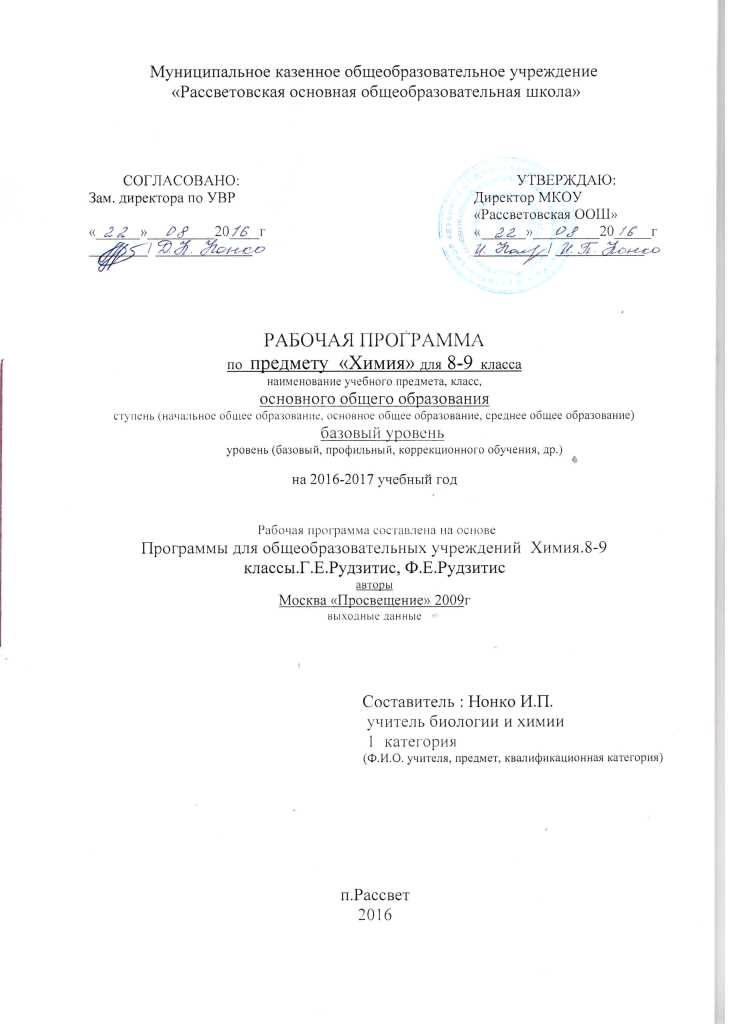 Муниципальное казенное общеобразовательное учреждение
«Рассветовская основная общеобразовательная школа»
СОГЛАСОВАНО:
Зам. директора по УВР
« 22 » 08 2016 г
/ Д.К. Нонко
УТВЕРЖДАЮ:
Директор МКОУ
«Рассветовская ООШ»
« 22 » 08 2016 г
/ И.П. Нонко
РАБОЧАЯ ПРОГРАММА
по предмету «Химия» для 8-9 класса
наименование учебного предмета, класс,
основного общего образования
ступень (начальное общее образование, основное общее образование, среднее общее образование)
базовый уровень
уровень (базовый, профильный, коррекционного обучения, др.)
на 2016-2017 учебный год
Рабочая программа составлена на основе
Программы для общеобразовательных учреждений Химия.8-9
классы.Г.Е.Рудзитис, Ф.Е.Рудзитис
авторы
Москва «Просвещение» 2009г
выходные данные
Составитель : Нонко И.П.
учитель биологии и химии
1 категория
(Ф.И.О. учителя, предмет, квалификационная категория)
п.Рассвет
2016